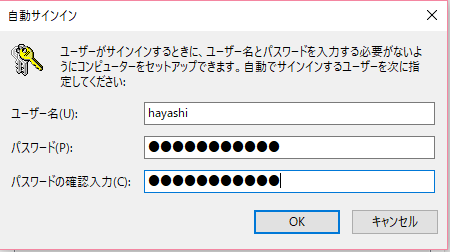 自動サインイン
ユーザーがサインインするときに、ユーザー名とパスワードを入力する必要がないよ
うにコンピューターをセットアップできます。自動でサインインするユーザーを次に指
定してください:
ユーザー名(U):
hayashi
パスワード(P):
●●●●●●●●●●●
パスワードの確認入力(C):
●●●●●●●●●●●
OK
キャンセル